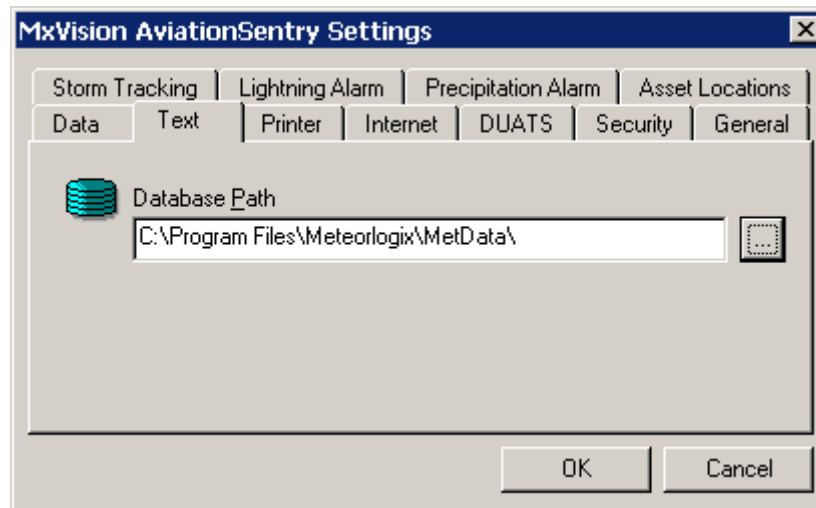 MxVision AviationSentry Settings
Storm Tracking Lightning Alarm Precipitation Alarm Asset Locations
Data Text Printer Internet DUATS Security General
Database Path
C:\Program Files\Meteorlogix\MetData\
...
OK Cancel